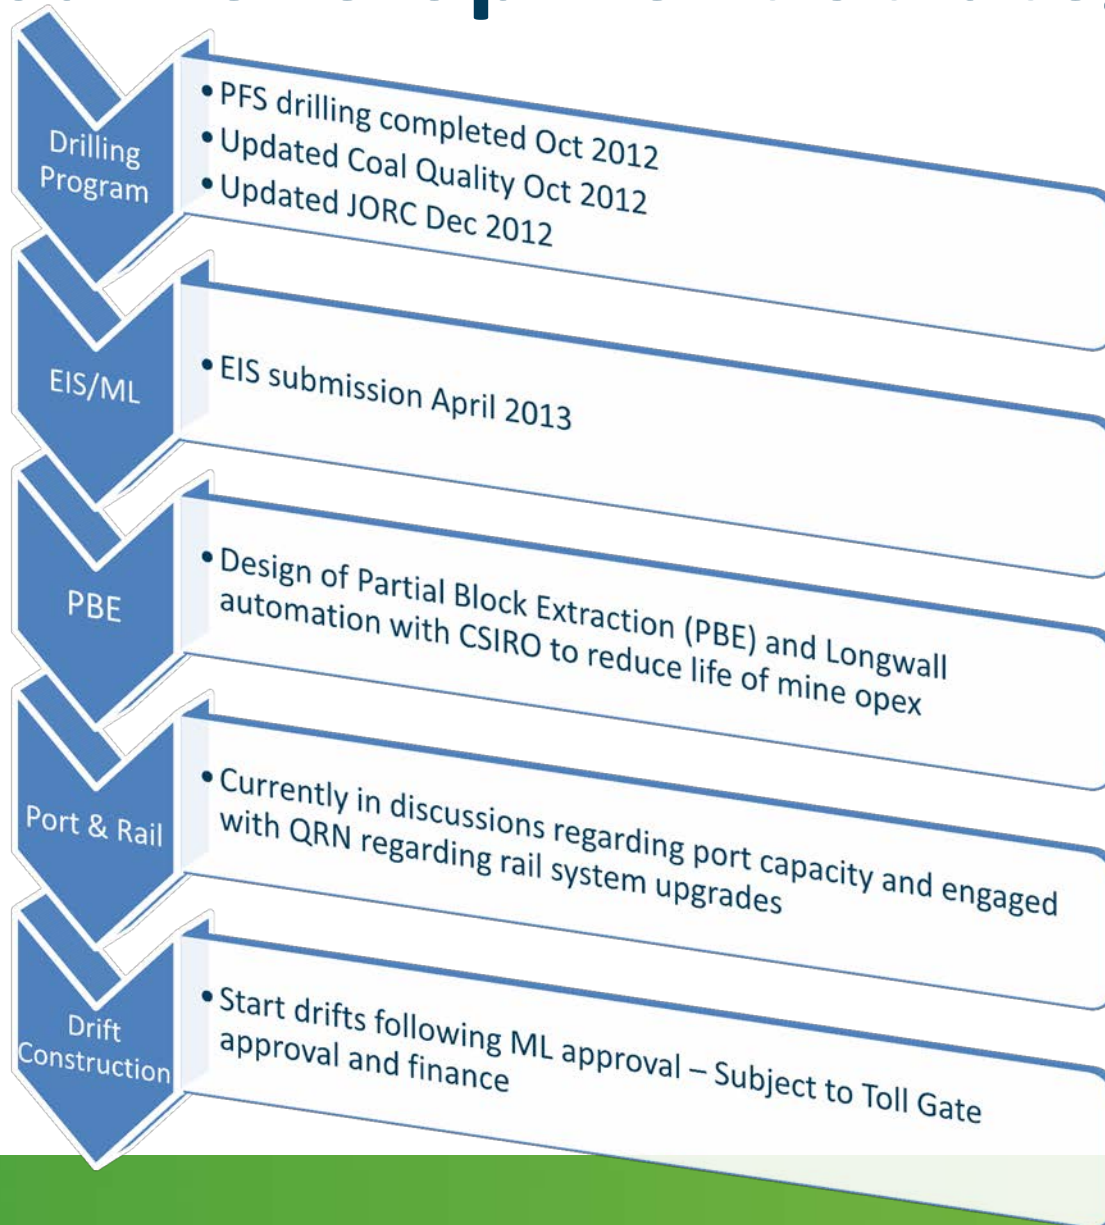 Drilling
Program
• PFS drilling completed Oct 2012
• Updated Coal Quality Oct 2012
• Updated JORC Dec 2012
EIS/ML
• EIS submission April 2013
PBE
• Design of Partial Block Extraction (PBE) and Longwall
automation with CSIRO to reduce life of mine opex
Port & Rail
• Currently in discussions regarding port capacity and engaged
with QRN regarding rail system upgrades
Drift
Construction
• Start drifts following ML approval – Subject to Toll Gate
approval and finance